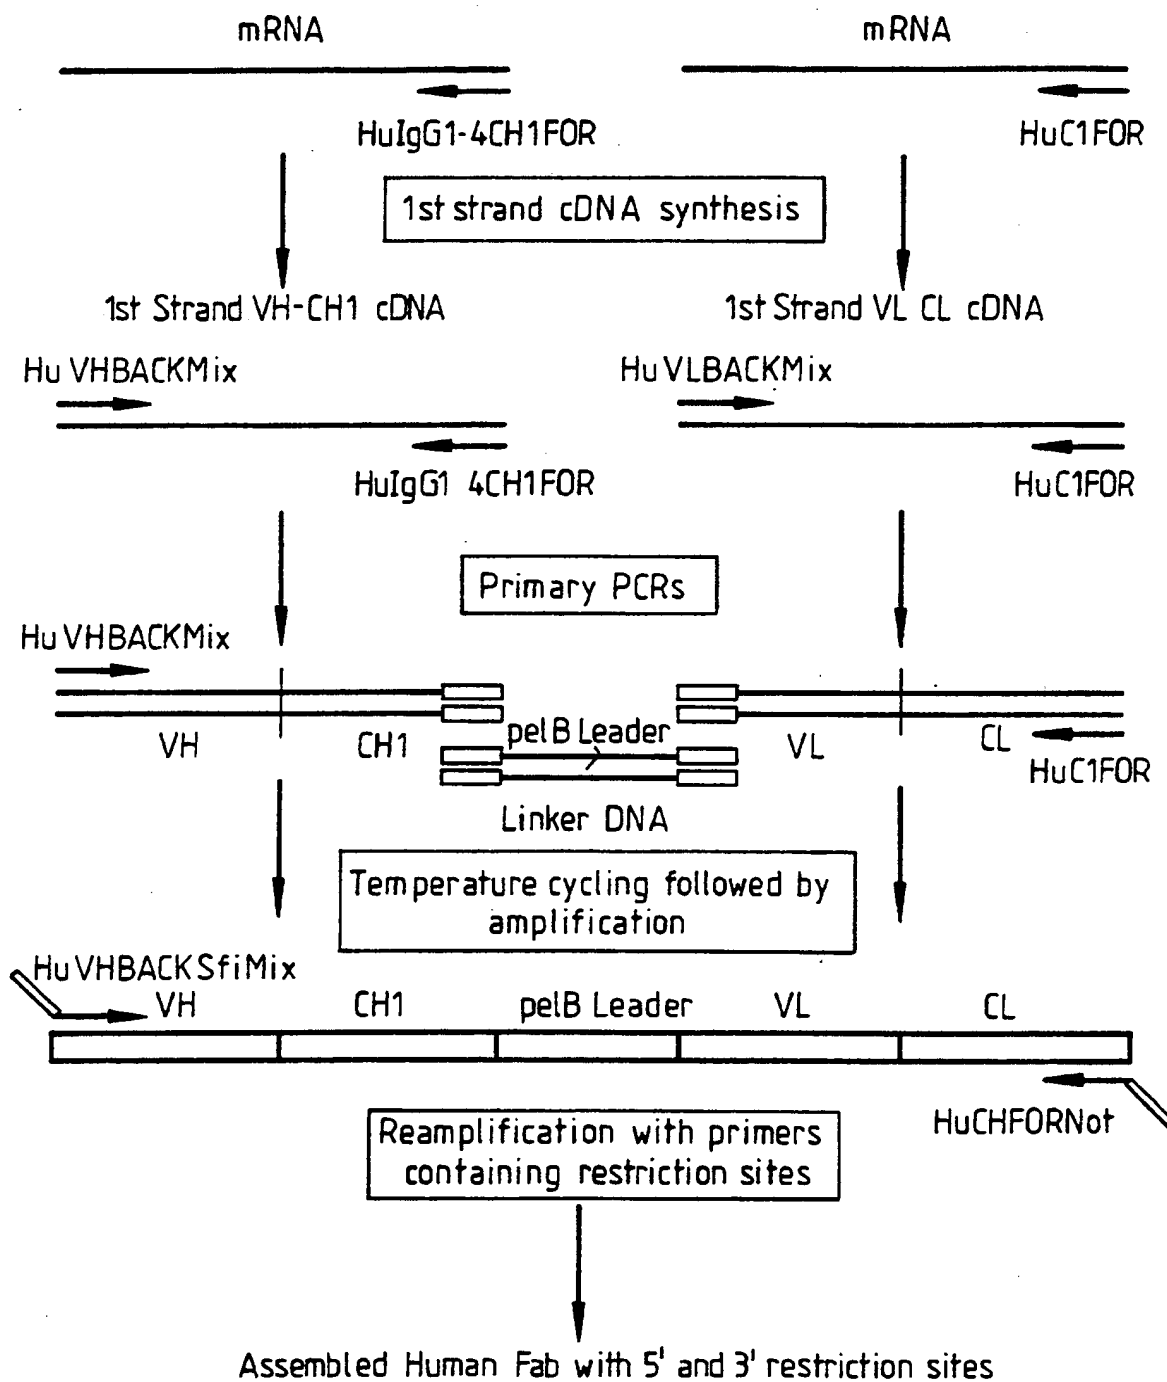 mRNA
mRNA
HuIgG1-4CH1FOR
HuC1FOR
1st strand cDNA synthesis
1st Strand VH-CH1 cDNA
1st Strand VL CL cDNA
Hu VHBACKMix
Hu VLBACKMix
HuIgG1 4CH1FOR
HuC1FOR
Primary PCRs
Hu VHBACKMix
VH
CH1
pelB Leader
VL
CL
HuC1FOR
Linker DNA
Temperature cycling followed by
amplification
Hu VHBACKSfiMix
VH
CH1
pelB Leader
VL
CL
HuCHFORNot
Reamplification with primers
containing restriction sites
Assembled Human Fab with 5' and 3' restriction sites